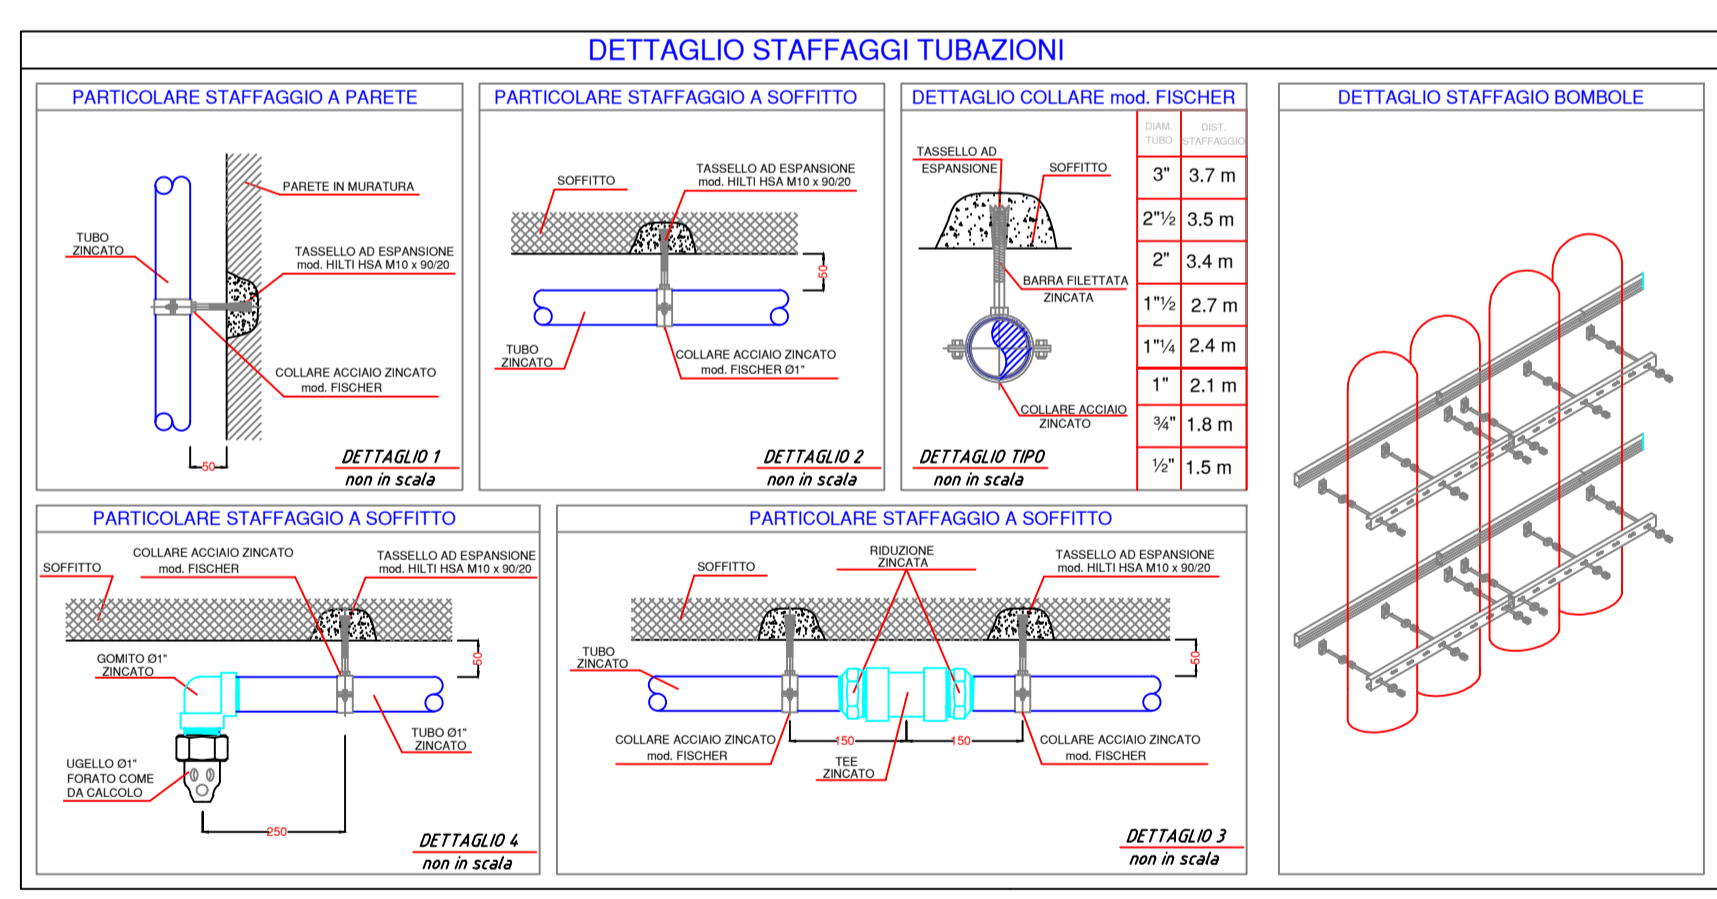 DETTAGLIO STAFFAGGI TUBAZIONI
PARTICOLARE STAFFAGGIO A PARETE
PARETE IN MURATURA
TUBO
ZINCATO
TASSELLO AD ESPANSIONE
mod. HILTI HSA M10 x 90/20
COLLARE ACCIAIO ZINCATO
mod. FISCHER
50
DETTAGLIO 1
non in scala
PARTICOLARE STAFFAGGIO A SOFFITTO
SOFFITTO
TASSELLO AD ESPANSIONE
mod. HILTI HSA M10 x 90/20
50
TUBO
ZINCATO
COLLARE ACCIAIO ZINCATO
mod. FISCHER Ø1"
DETTAGLIO 2
non in scala
DETTAGLIO COLLARE mod. FISCHER
TASSELLO AD
ESPANSIONE
SOFFITTO
BARRA FILETTATA
ZINCATA
COLLARE ACCIAIO
ZINCATO
DETTAGLIO TIPO
non in scala
DIAM. TUBO DIST. STAFFAGGIO
3" 3.7 m
2"½ 3.5 m
2" 3.4 m
1"½ 2.7 m
1"¼ 2.4 m
1" 2.1 m
¾" 1.8 m
½" 1.5 m
DETTAGLIO STAFFAGIO BOMBOLE
PARTICOLARE STAFFAGGIO A SOFFITTO
SOFFITTO
COLLARE ACCIAIO ZINCATO
mod. FISCHER
TASSELLO AD ESPANSIONE
mod. HILTI HSA M10 x 90/20
50
GOMITO Ø1"
ZINCATO
TUBO Ø1"
ZINCATO
UGELLO Ø1"
FORATO COME
DA CALCOLO
250
DETTAGLIO 4
non in scala
PARTICOLARE STAFFAGGIO A SOFFITTO
SOFFITTO
RIDUZIONE
ZINCATA
TASSELLO AD ESPANSIONE
mod. HILTI HSA M10 x 90/20
50
TUBO
ZINCATO
150 150
COLLARE ACCIAIO ZINCATO
mod. FISCHER
TEE
ZINCATO
COLLARE ACCIAIO ZINCATO
mod. FISCHER
DETTAGLIO 3
non in scala